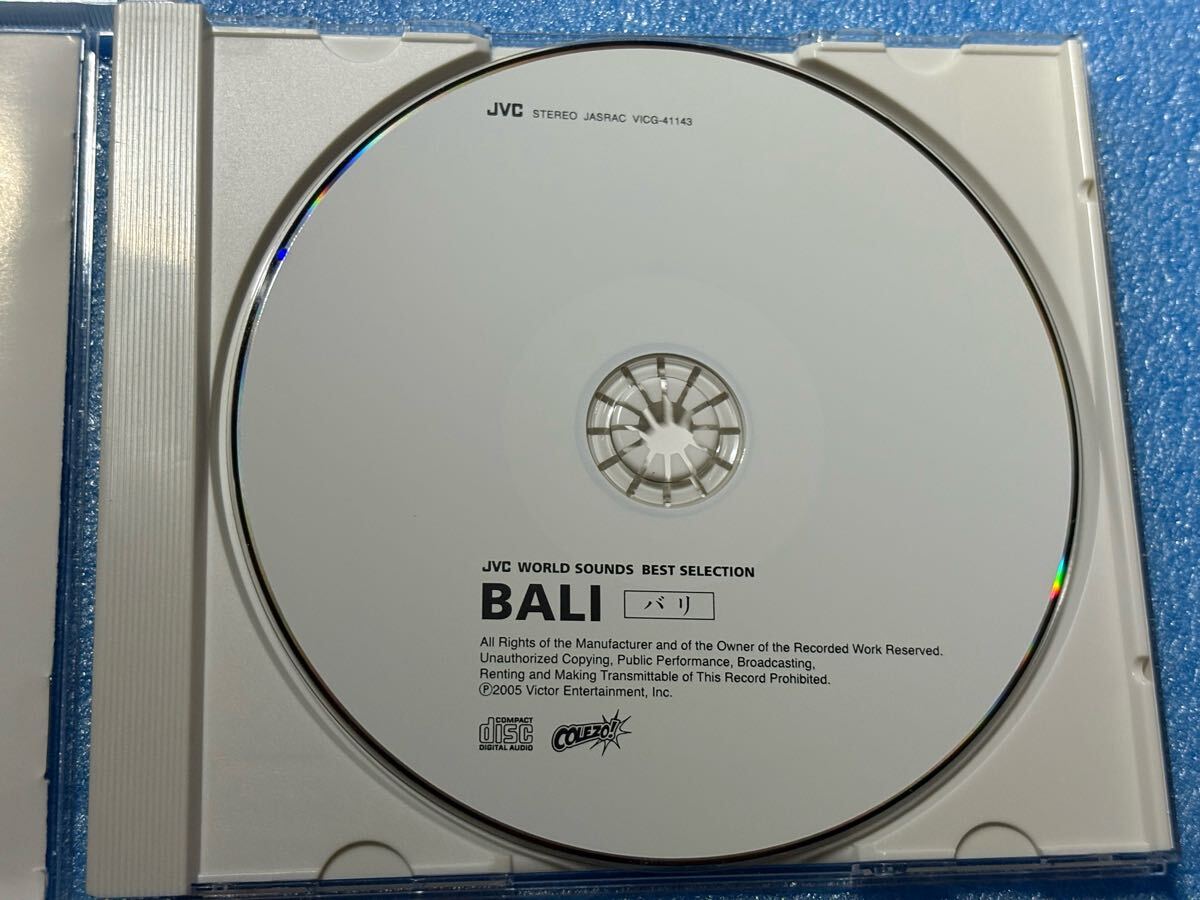 JVC STEREO JASRAC VICG-41143
JVC WORLD SOUNDS BEST SELECTION
BALI バリ
All Rights of the Manufacturer and of the Owner of the Recorded Work Reserved.
Unauthorized Copying, Public Performance, Broadcasting,
Renting and Making Transmittable of This Record Prohibited.
Ⓟ2005 Victor Entertainment, Inc.
COMPACT
disc
DIGITAL AUDIO
COLEZO!